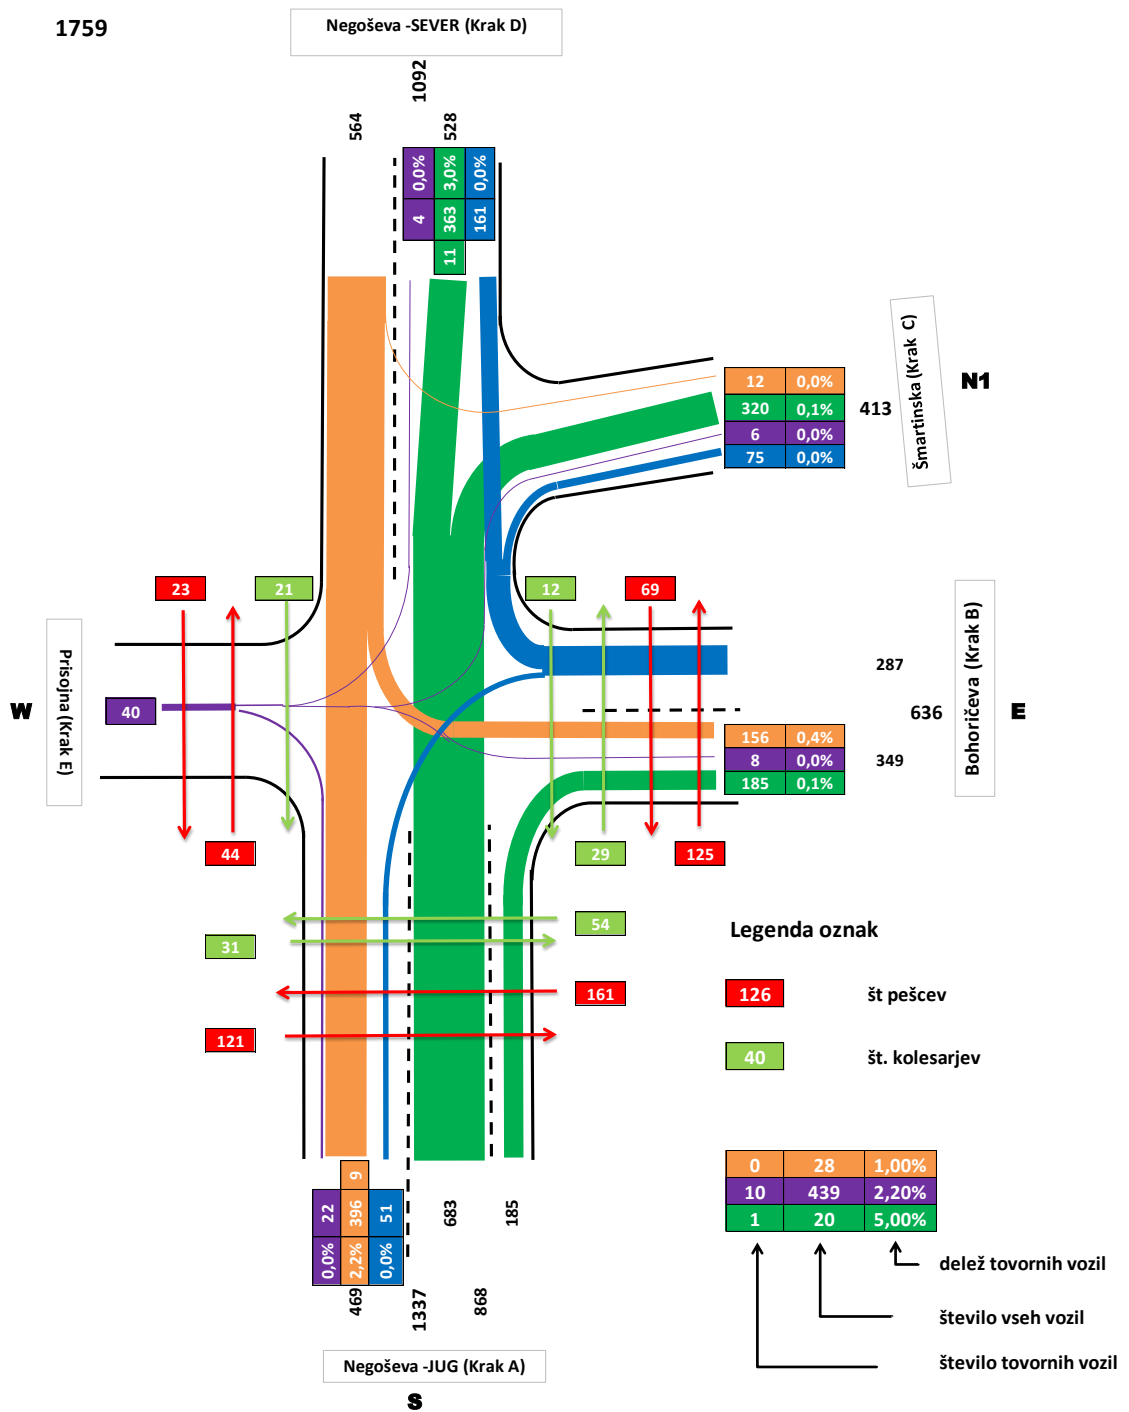 1759
Negoševa -SEVER (Krak D)
1092
564
528
0,0% 3,0% 0,0%
4 363 161
11
Šmartinska (Krak C)
N1
12 0,0%
320 0,1%
6 0,0%
75 0,0%
413
23
21
12
69
Prisojna (Krak E)
W
40
Bohoričeva (Krak B)
287
636
E
156 0,4%
8 0,0%
185 0,1%
349
44
29
125
54
31
161
121
Legenda oznak
126 št pešcev
40 št. kolesarjev
9
22 396 51
0,0% 2,2% 0,0%
683
185
469
1337
868
0 28 1,00%
10 439 2,20%
1 20 5,00%
delež tovornih vozil
število vseh vozil
število tovornih vozil
Negoševa -JUG (Krak A)
S